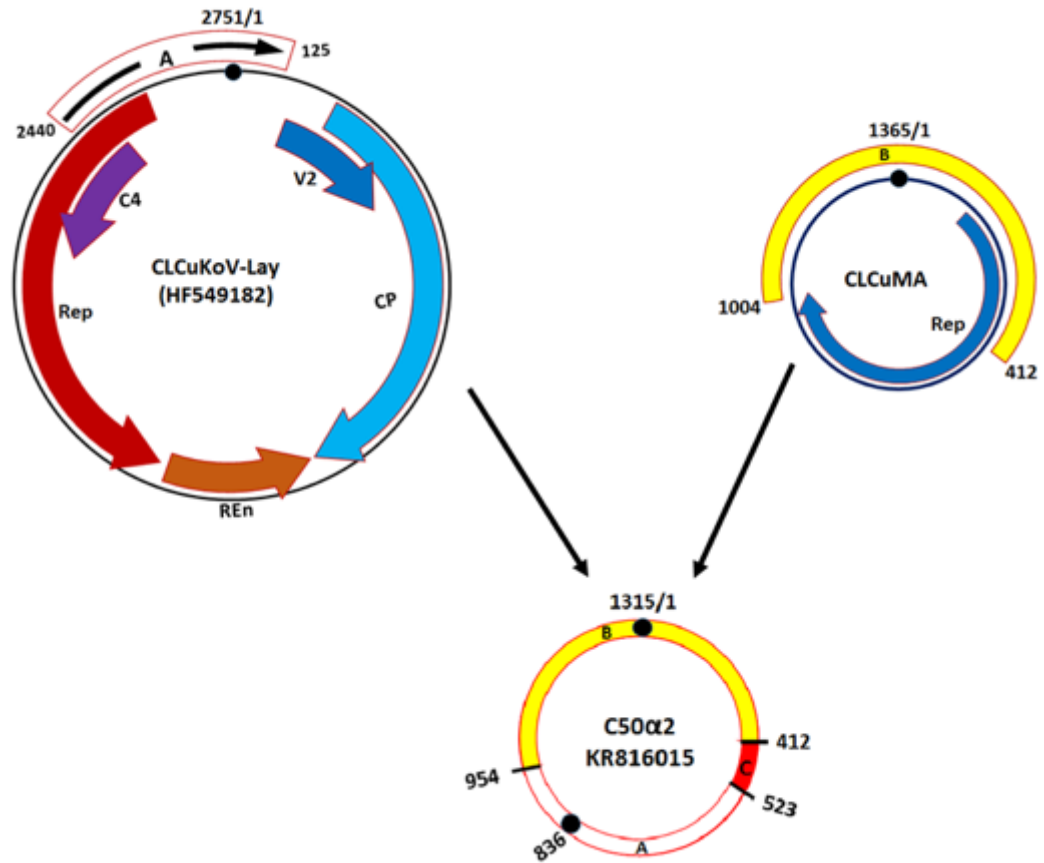 2751/1
A
125
2440
C4
V2
CLCuKoV-Lay
(HF549182)
Rep
CP
REn
1365/1
B
CLCuMA
1004
Rep
412
1315/1
B
C50α2
KR816015
412
C
954
523
836
A